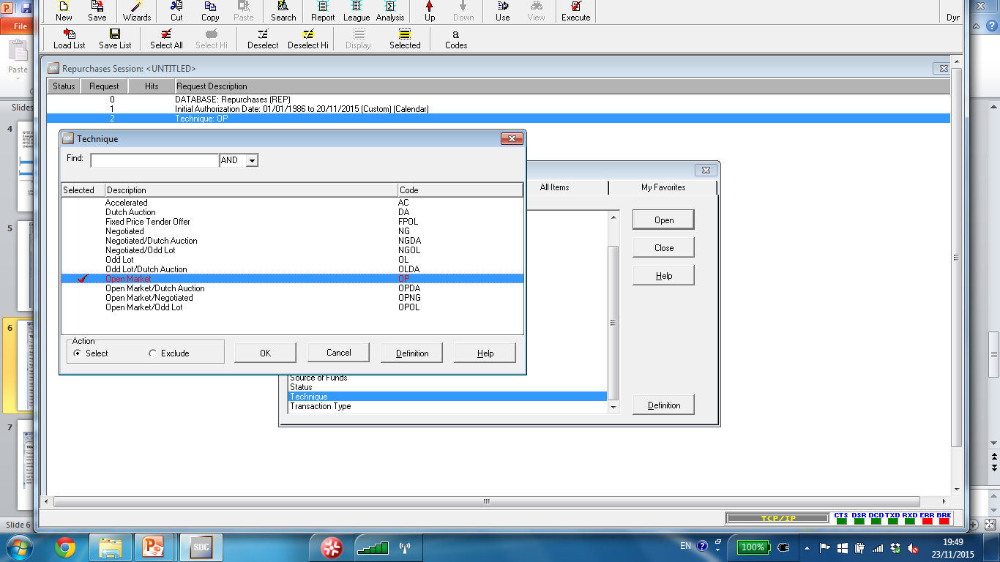 New Save Wizards Cut Copy Paste Search Report League Analysis Up Down Use View Execute Dyr
File
Load List Save List Select All Select Hi Deselect Deselect Hi Display Selected a Codes
Paste
SDC Repurchases Session: <UNTITLED>
Status Request Hits Request Description
0 DATABASE: Repurchases (REP)
1 Initial Authorization Date: 01/01/1986 to 20/11/2015 (Custom) (Calendar)
2 Technique: OP
Slides
4
5
6
7
SDC Technique
Find: AND
Selected Description Code
Accelerated AC
Dutch Auction DA
Fixed Price Tender Offer FPOL
Negotiated NG
Negotiated/Dutch Auction NGDA
Negotiated/Odd Lot NGOL
Odd Lot OL
Odd Lot/Dutch Auction OLDA
Open Market OP
Open Market/Dutch Auction OPDA
Open Market/Negotiated OPNG
Open Market/Odd Lot OPOL
Action
Select Exclude OK Cancel Definition Help
All Items My Favorites
Open
Close
Help
Source of Funds
Status
Technique
Transaction Type
Definition
TCP/IP CTS DSR DCD TXD RXD ERR BRK
Slide 6
SDC EN 100% 19:49
23/11/2015